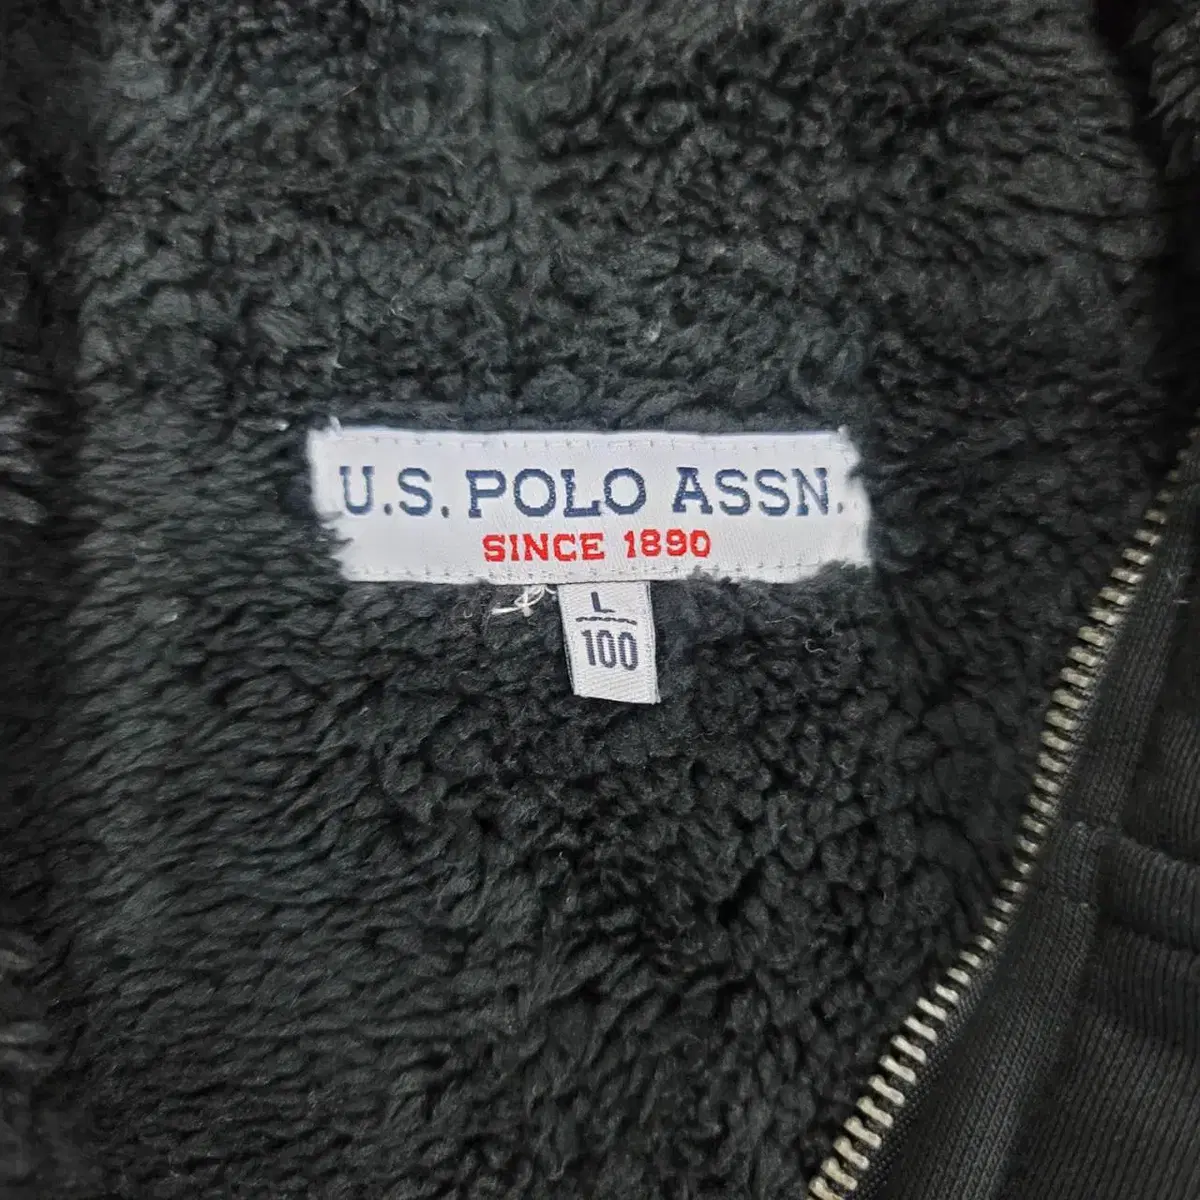 U.S. POLO ASSN.
SINCE 1890
L
100